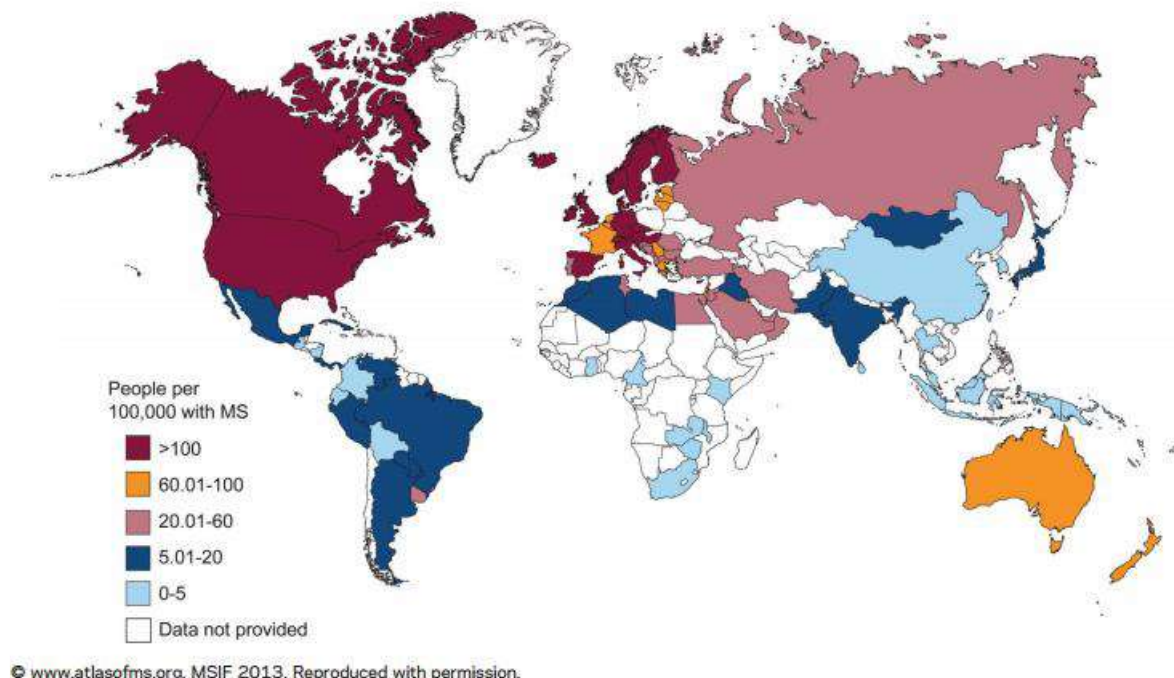 People per
100,000 with MS
>100
60.01-100
20.01-60
5.01-20
0-5
Data not provided
© www.atlasofms.org, MSIF 2013. Reproduced with permission.